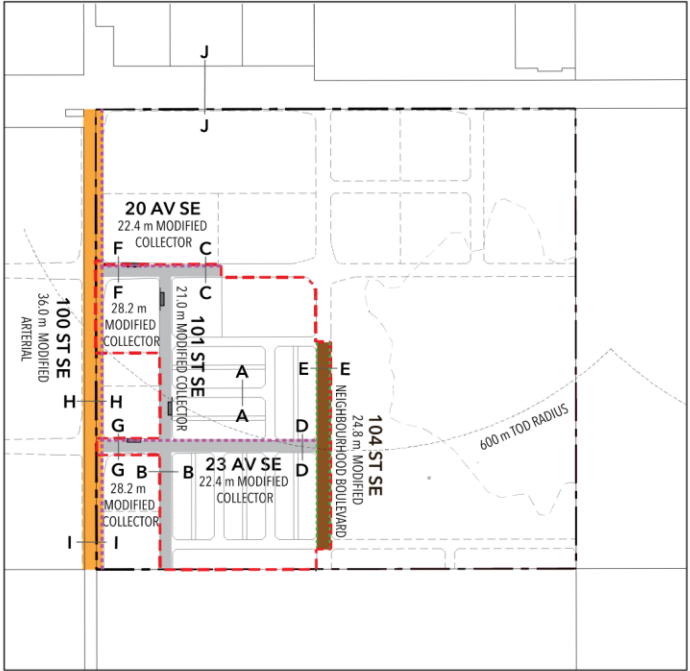 J
J
20 AV SE
22.4 m MODIFIED
COLLECTOR
F
C
F
C
28.2 m
MODIFIED
COLLECTOR
101 ST SE
21.0 m MODIFIED COLLECTOR
100 ST SE
36.0 m MODIFIED
ARTERIAL
A
A
E
E
H
H
G
G
D
D
104 ST SE
24.8 m MODIFIED
NEIGHBOURHOOD BOULEVARD
600 m TOD RADIUS
B
B
23 AV SE
22.4 m MODIFIED
COLLECTOR
28.2 m
MODIFIED
COLLECTOR
I
I